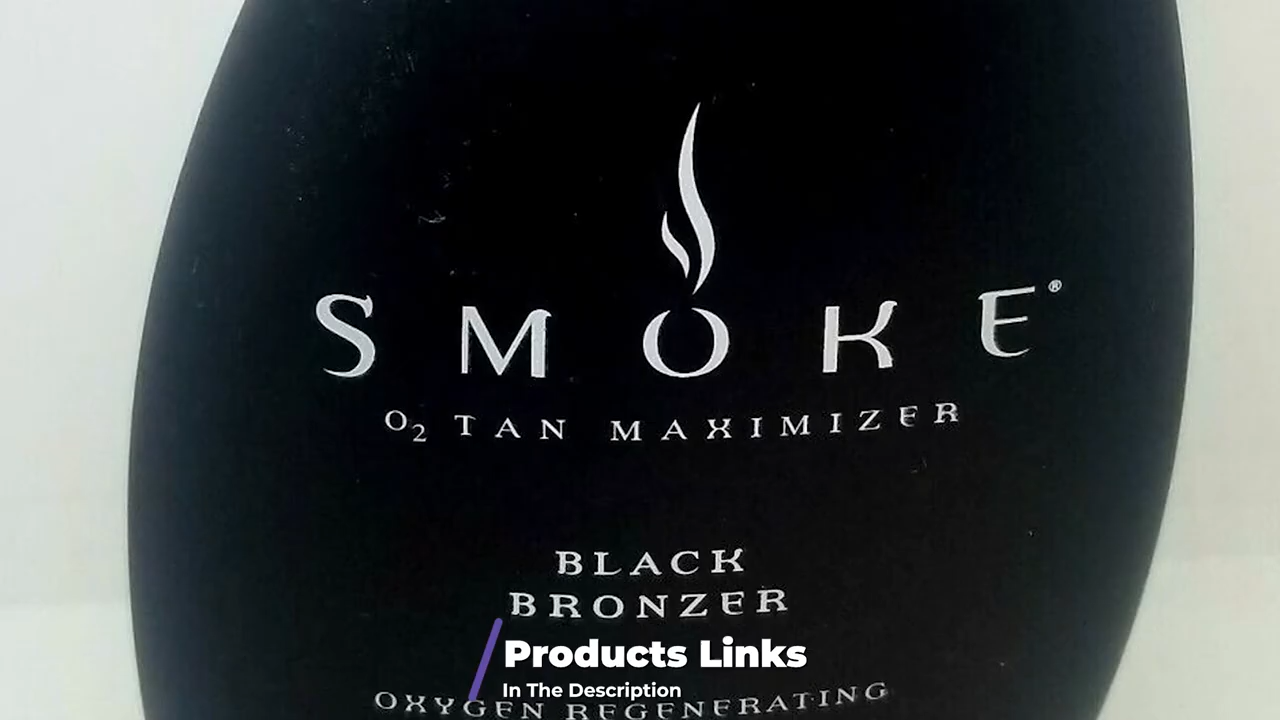 SMOKE®
O2 TAN MAXIMIZER
BLACK
BRONZER
Products Links
In The Description
OXYGEN REGENERATING